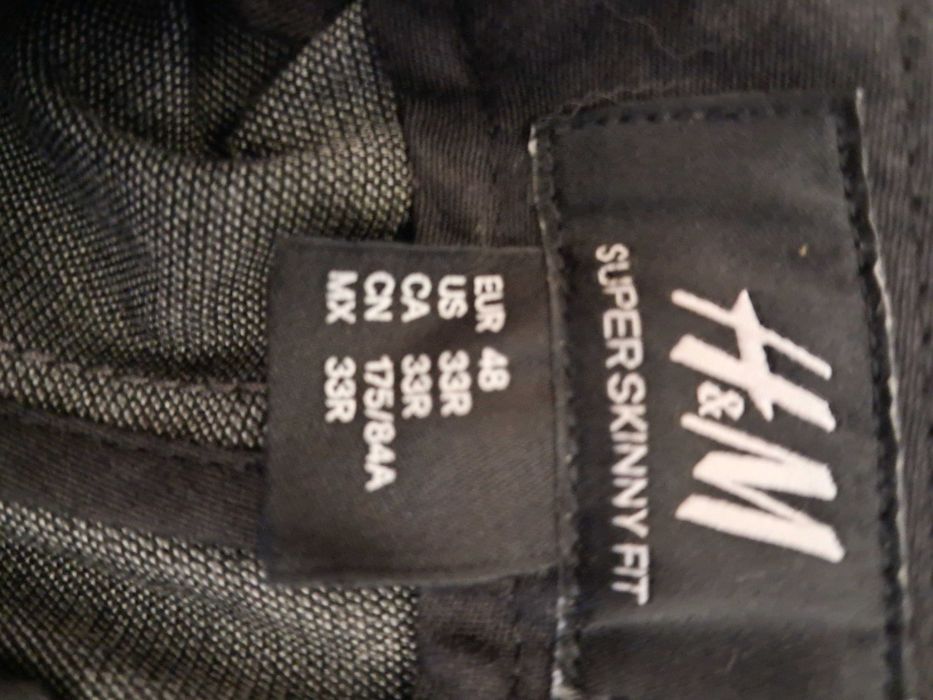 H&M
SUPER SKINNY FIT
EUR 48
US 33R
CA 33R
CN 175/84A
MX 33R